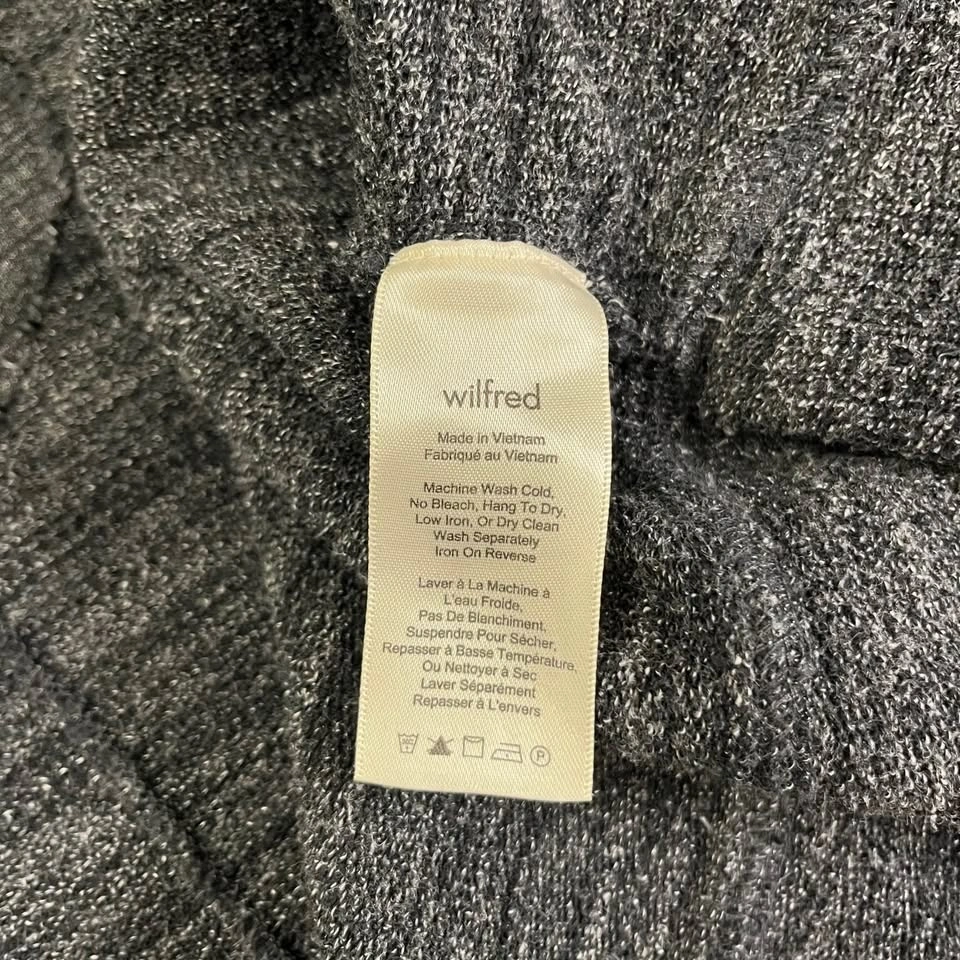 wilfred
Made in Vietnam
Fabriqué au Vietnam
Machine Wash Cold,
No Bleach, Hang To Dry,
Low Iron, Or Dry Clean
Wash Separately
Iron On Reverse
Laver à La Machine à
L'eau Froide,
Pas De Blanchiment,
Suspendre Pour Sécher,
Repasser à Basse Température,
Ou Nettoyer à Sec
Laver Séparément
Repasser à L'envers
P